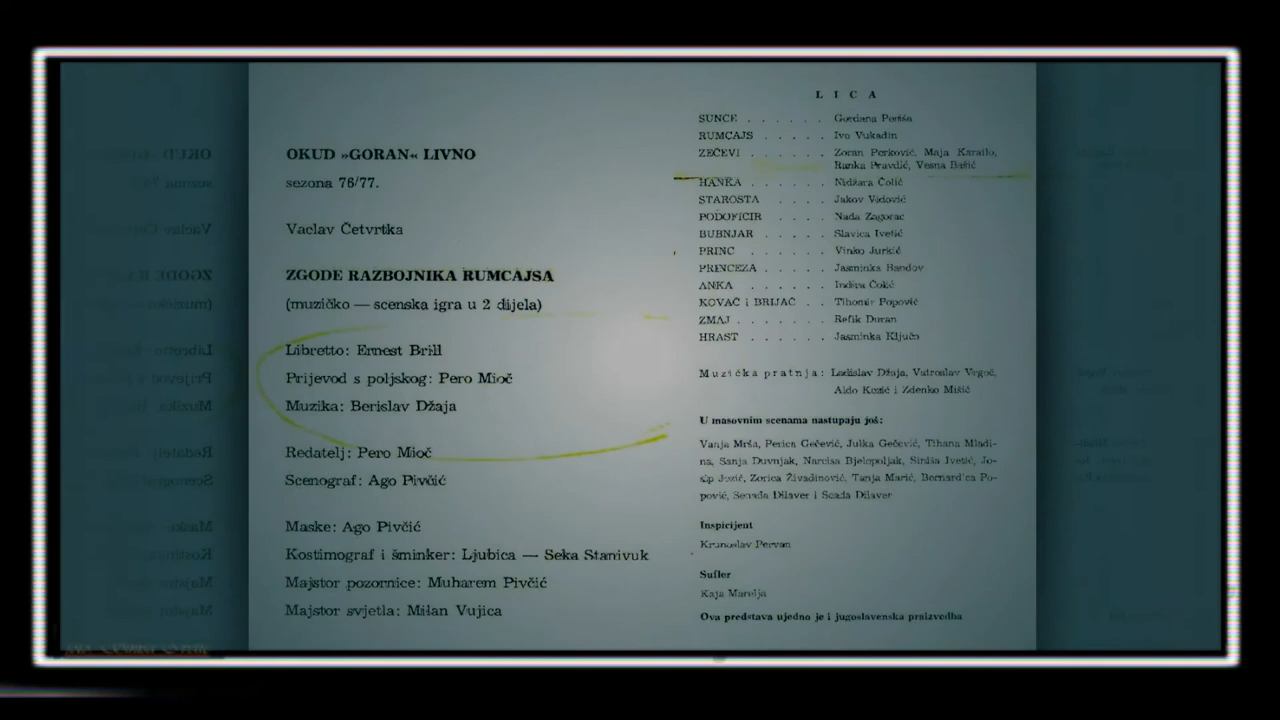 OKUD »GORAN« LIVNO
sezona 76/77.
Vaclav Četvrtka
ZGODE RAZBOJNIKA RUMCAJSA
(muzičko — scenska igra u 2 dijela)
Libretto: Ernest Brill
Prijevod s poljskog: Pero Mioč
Muzika: Berislav Džaja
Redatelj: Pero Mioč
Scenograf: Ago Pivčić
Maske: Ago Pivčić
Kostimograf i šminker: Ljubica — Seka Stanivuk
Majstor pozornice: Muharem Pivčić
Majstor svjetla: Milan Vujica
L I C A
SUNCE . . . . . . Gordana Periša
RUMCAJS . . . . . Ivo Vukadin
ZEČEVI . . . . . . Zoran Perković, Maja Karailo,
Ranka Pravdić, Vesna Bašić
HANKA . . . . . . Nidžara Čolić
STAROSTA . . . . . Jakov Vidović
PODOFICIR . . . . Nada Zagorac
BUBNJAR . . . . . Slavica Ivetić
PRINC . . . . . . Vinko Jurkić
PRINCEZA . . . . . Jasminka Bandov
ANKA . . . . . . Indira Čolić
KOVAČ i BRIJAČ . . Tihomir Popović
ZMAJ . . . . . . . Refik Duran
HRAST . . . . . . Jasminka Ključo
Muzička pratnja: Ladislav Džaja, Vatroslav Vrgoč,
Aldo Kezić i Zdenko Mišić
U masovnim scenama nastupaju još:
Vanja Mrša, Perica Gečević, Julka Gečević, Tihana Mladi-
na, Sanja Duvnjak, Narcisa Bjelopoljak, Siniša Ivetić, Jo-
sip Jozić, Zorica Živadinović, Tanja Marić, Bernardica Po-
pović, Senada Dilaver i Seada Dilaver
Inspicijent
Krunoslav Pervan
Sufler
Kaja Marelja
Ova predstava ujedno je i jugoslavenska praizvedba